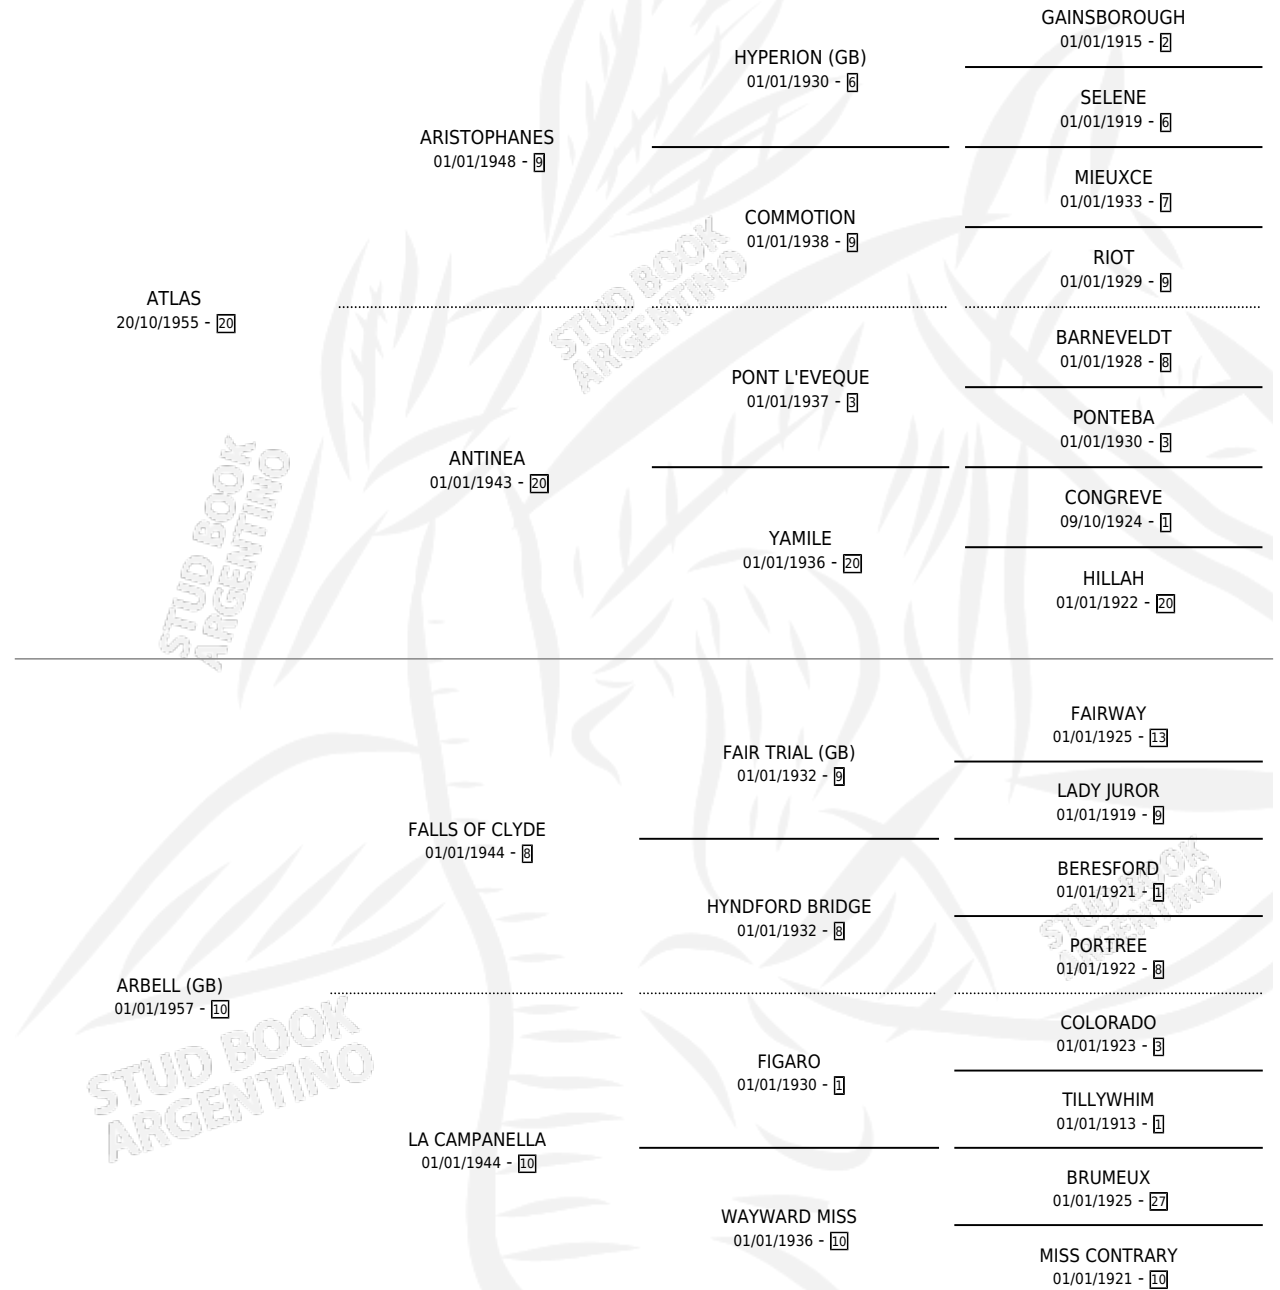 GAINSBOROUGH
01/01/1915 - 2
HYPERION (GB)
01/01/1930 - 6
SELENE
01/01/1919 - 6
ARISTOPHANES
01/01/1948 - 9
MIEUXCE
01/01/1933 - 7
COMMOTION
01/01/1938 - 9
RIOT
01/01/1929 - 9
ATLAS
20/10/1955 - 20
STUD BOOK
ARGENTINO
BARNEVELDT
01/01/1928 - 8
PONT L'EVEQUE
01/01/1937 - 3
PONTEBA
01/01/1930 - 3
ANTINEA
01/01/1943 - 20
CONGREVE
09/10/1924 - 1
YAMILE
01/01/1936 - 20
HILLAH
01/01/1922 - 20
STUD BOOK
ARGENTINO
FAIRWAY
01/01/1925 - 13
FAIR TRIAL (GB)
01/01/1932 - 9
LADY JUROR
01/01/1919 - 9
FALLS OF CLYDE
01/01/1944 - 8
BERESFORD
01/01/1921 - 1
HYNDFORD BRIDGE
01/01/1932 - 8
PORTREE
01/01/1922 - 8
STUD BOOK
ARGENTINO
ARBELL (GB)
01/01/1957 - 10
COLORADO
01/01/1923 - 3
FIGARO
01/01/1930 - 1
TILLYWHIM
01/01/1913 - 1
STUD BOOK
ARGENTINO
LA CAMPANELLA
01/01/1944 - 10
BRUMEUX
01/01/1925 - 27
WAYWARD MISS
01/01/1936 - 10
MISS CONTRARY
01/01/1921 - 10